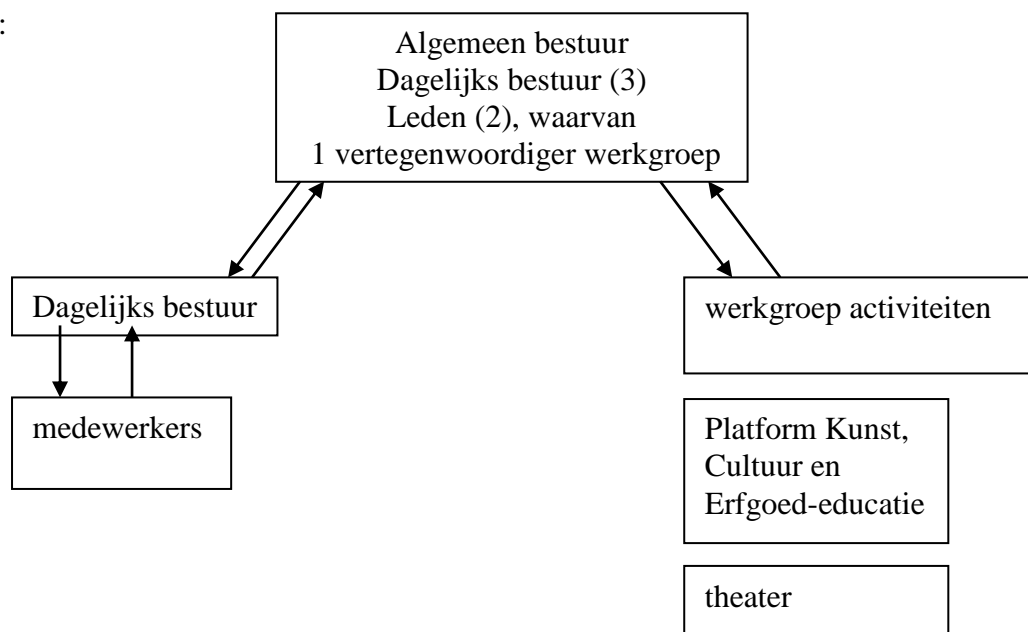 :
Algemeen bestuur
Dagelijks bestuur (3)
Leden (2), waarvan
1 vertegenwoordiger werkgroep
Dagelijks bestuur
werkgroep activiteiten
medewerkers
Platform Kunst,
Cultuur en
Erfgoed-educatie
theater